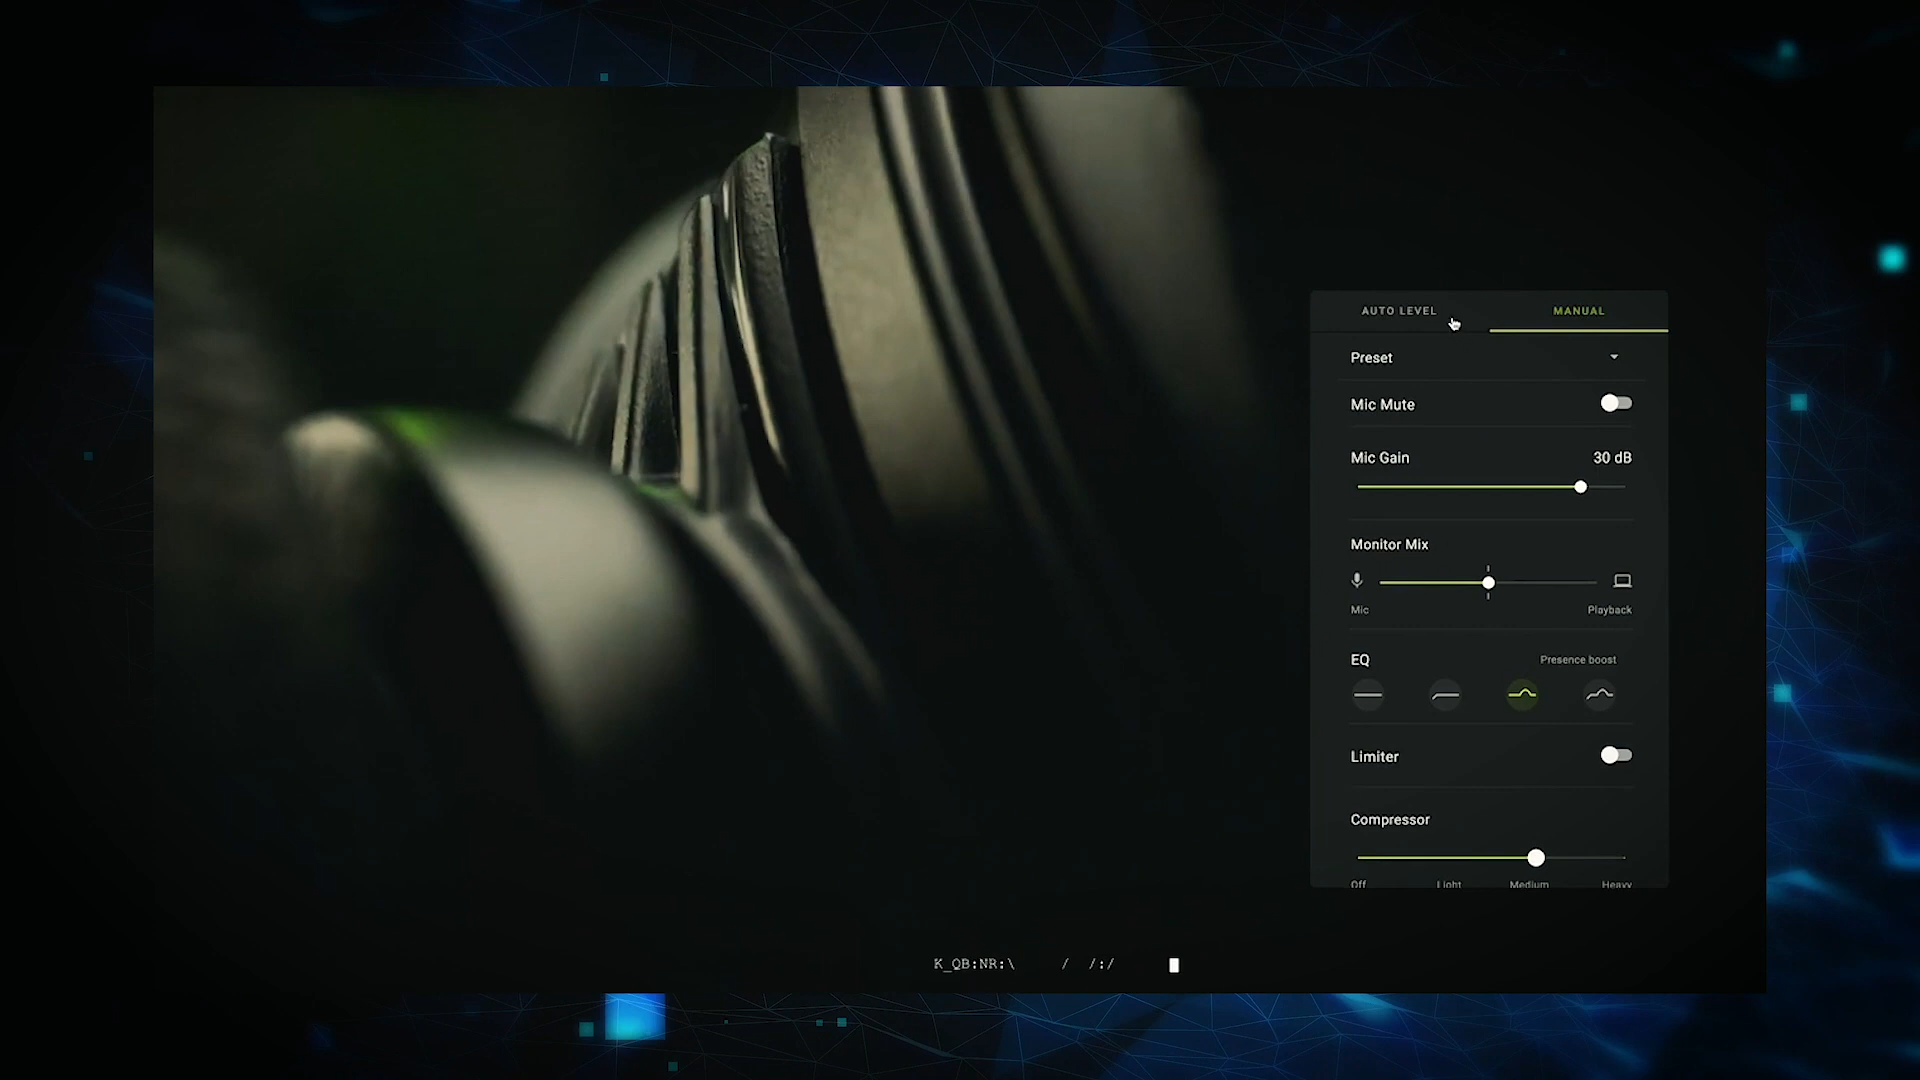 AUTO LEVEL MANUAL
Preset
Mic Mute
Mic Gain 30 dB
Monitor Mix
Mic Playback
EQ Presence boost
Limiter
Compressor
Off Light Medium Heavy
K_QB:NR:\ / /:/